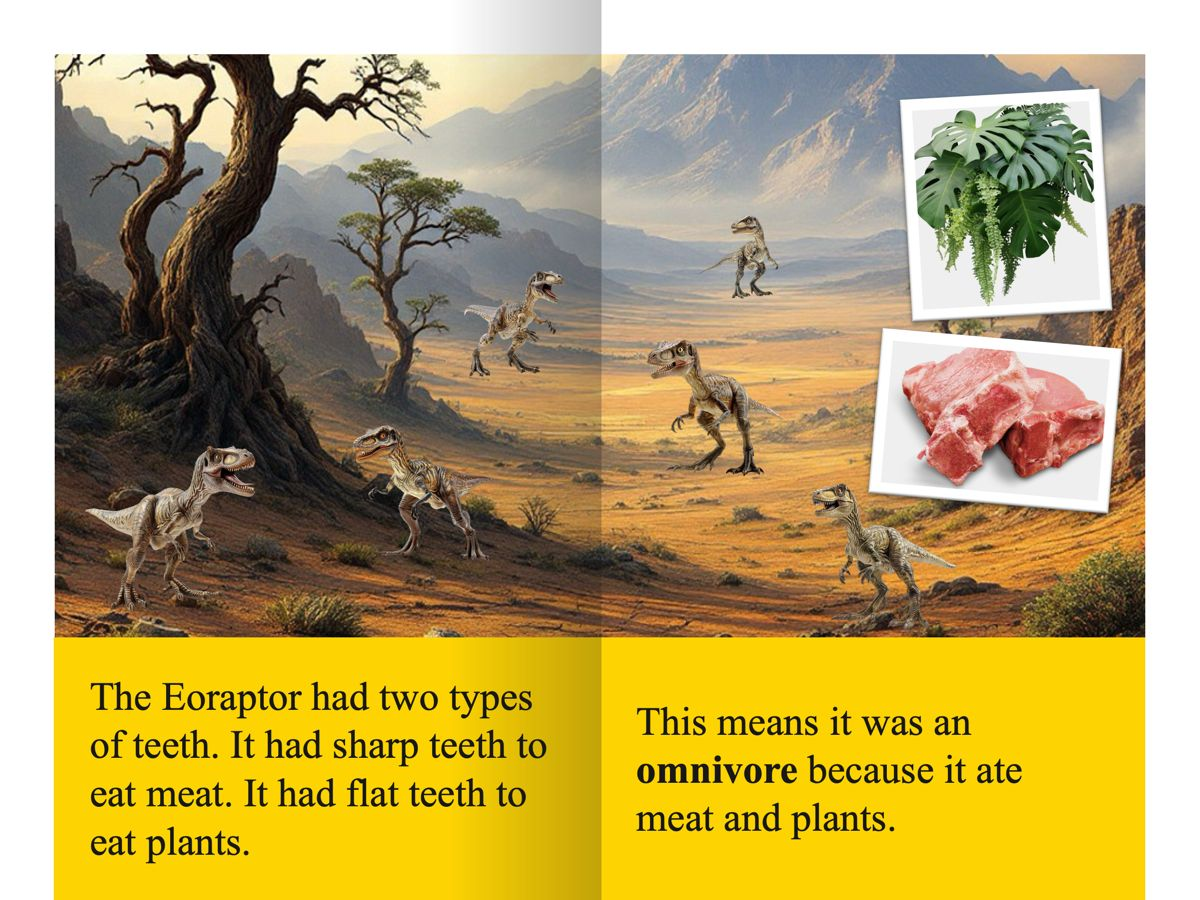 The Eoraptor had two types
of teeth. It had sharp teeth to
eat meat. It had flat teeth to
eat plants.
This means it was an
omnivore because it ate
meat and plants.